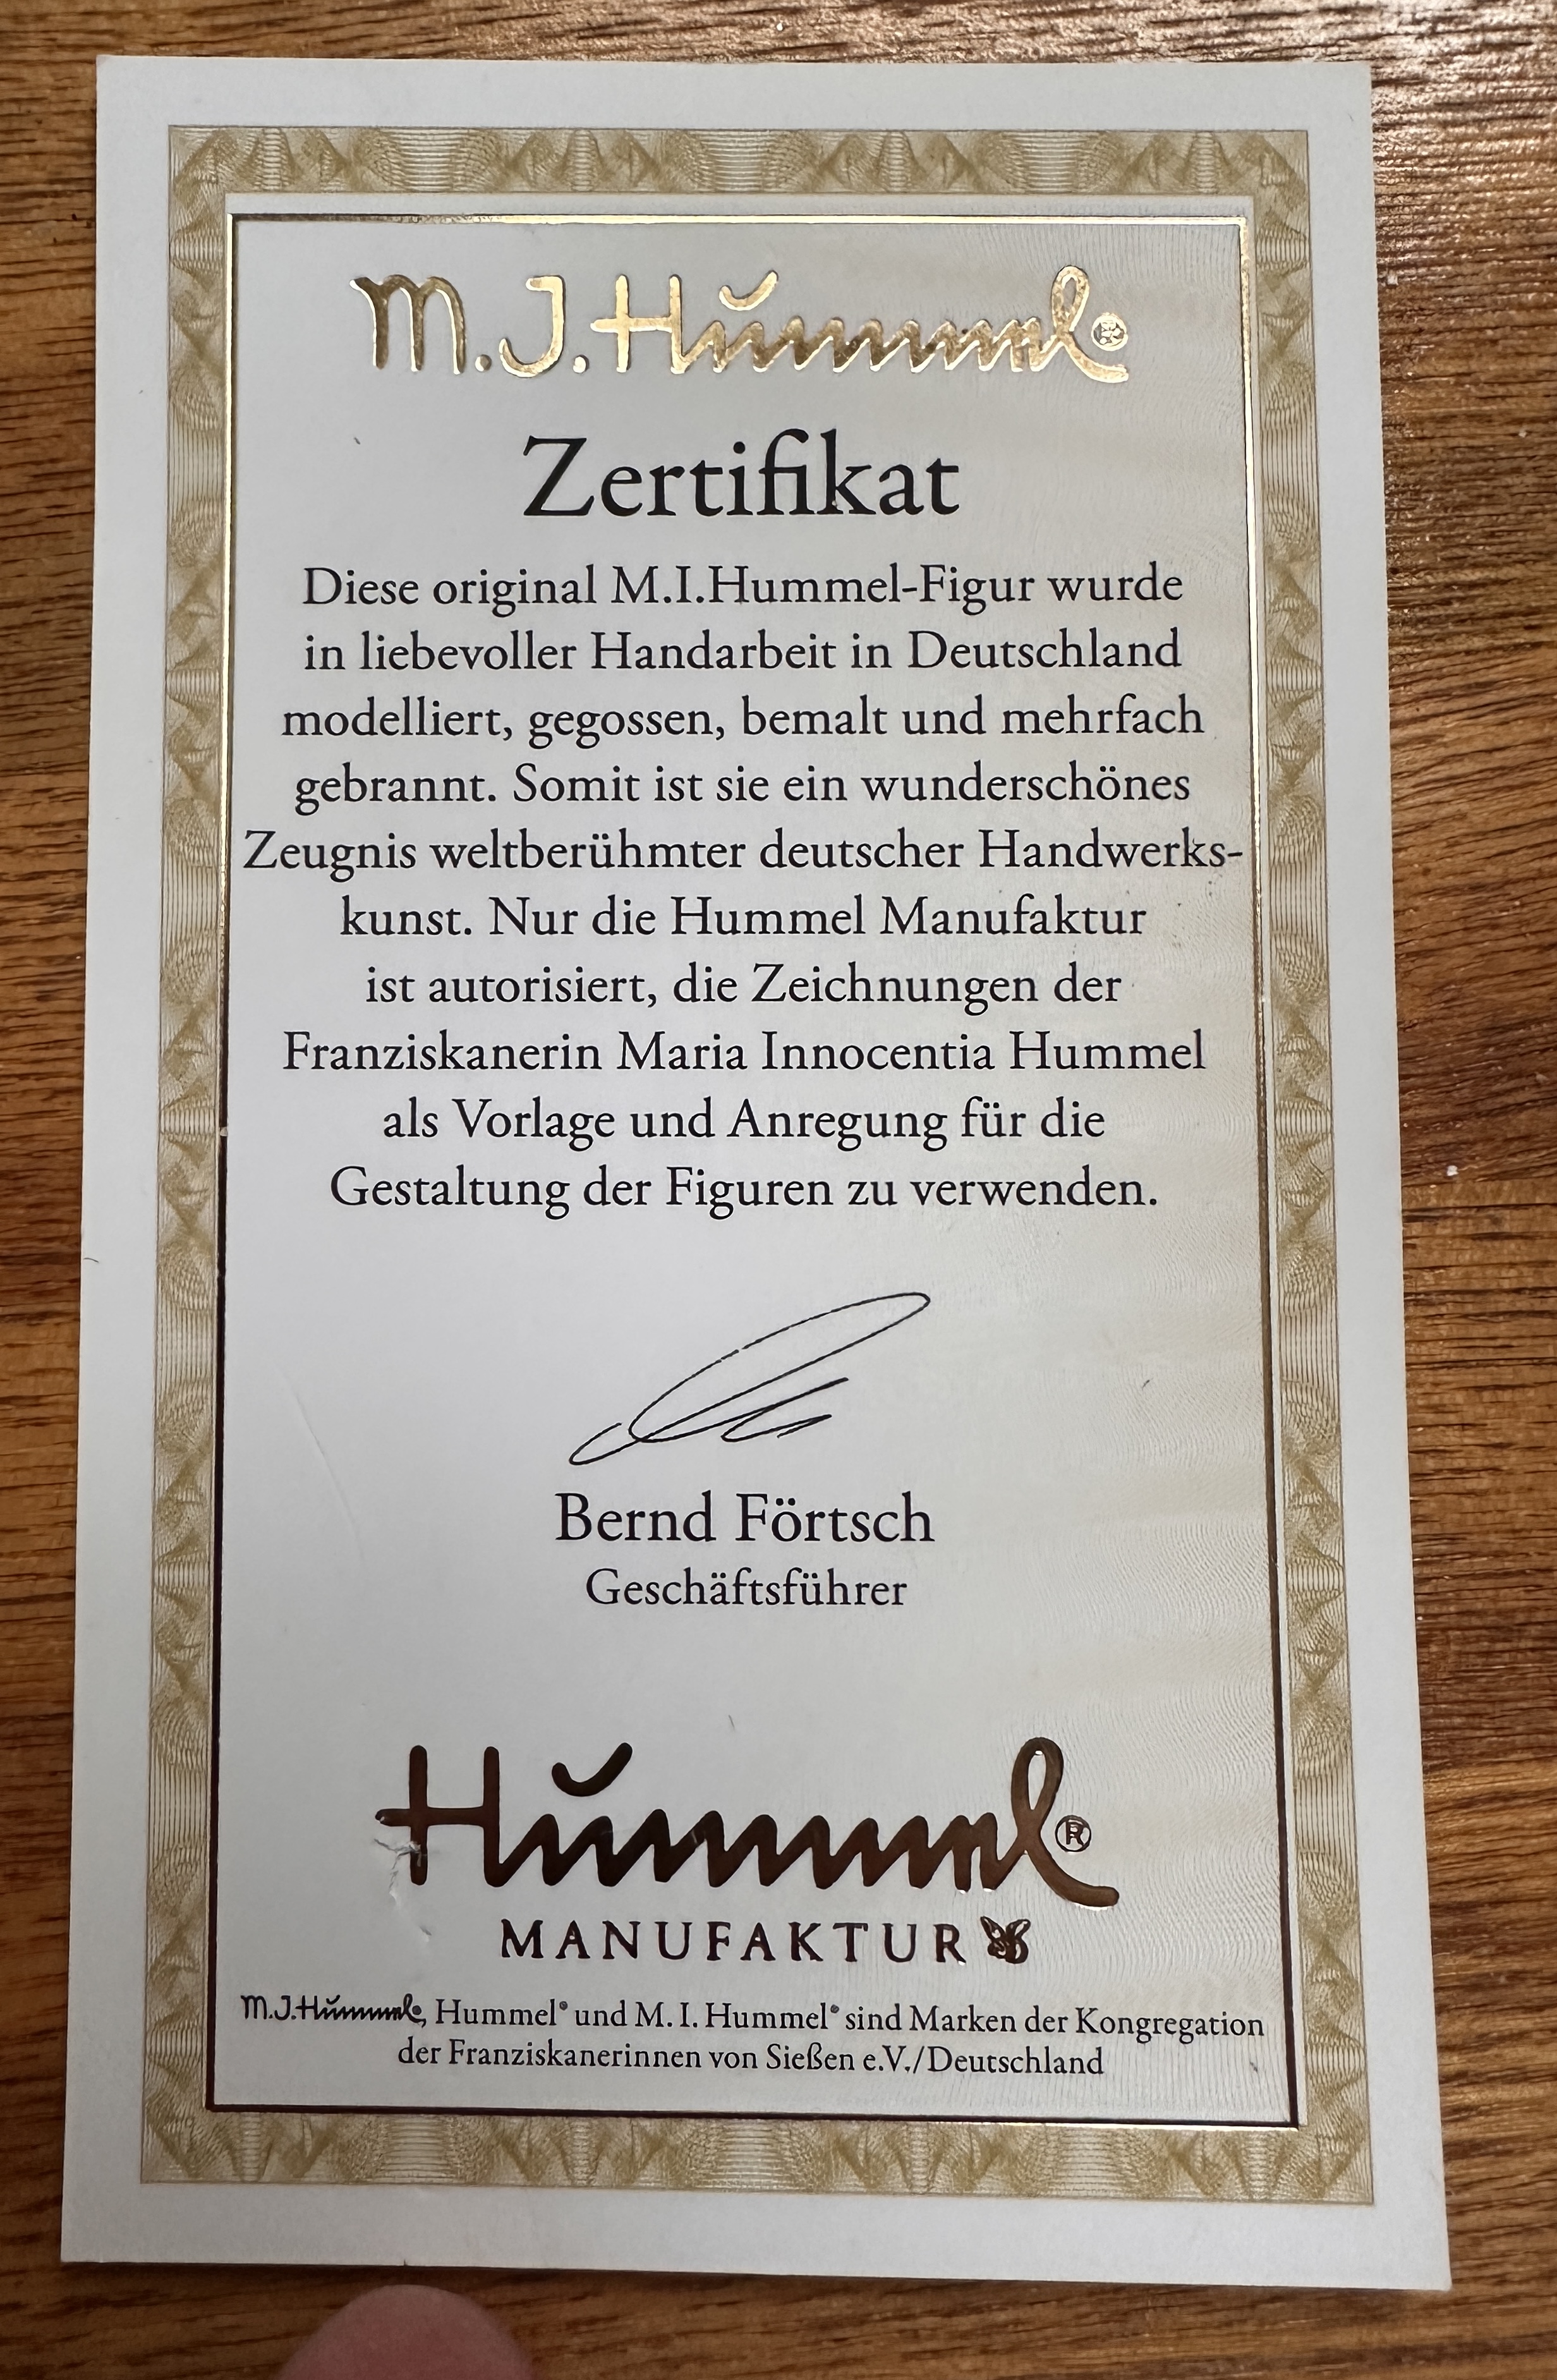 M.J.Hummel®
Zertifikat
Diese original M.I.Hummel-Figur wurde
in liebevoller Handarbeit in Deutschland
modelliert, gegossen, bemalt und mehrfach
gebrannt. Somit ist sie ein wunderschönes
Zeugnis weltberühmter deutscher Handwerks-
kunst. Nur die Hummel Manufaktur
ist autorisiert, die Zeichnungen der
Franziskanerin Maria Innocentia Hummel
als Vorlage und Anregung für die
Gestaltung der Figuren zu verwenden.
Bernd Förtsch
Geschäftsführer
Hummel®
MANUFAKTUR
M.J.Hummel®, Hummel® und M. I. Hummel® sind Marken der Kongregation
der Franziskanerinnen von Sießen e.V./Deutschland